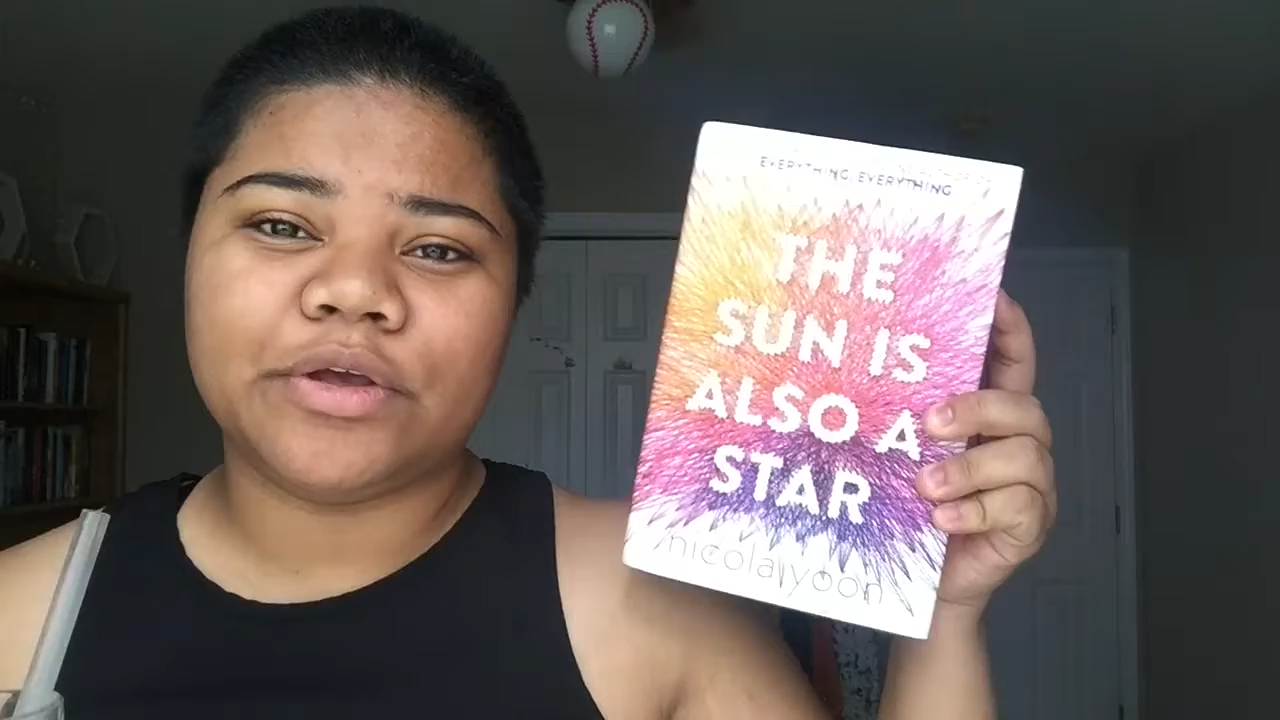 EVERYTHING, EVERYTHING
THE
SUN IS
ALSO A
STAR
nicola yoon